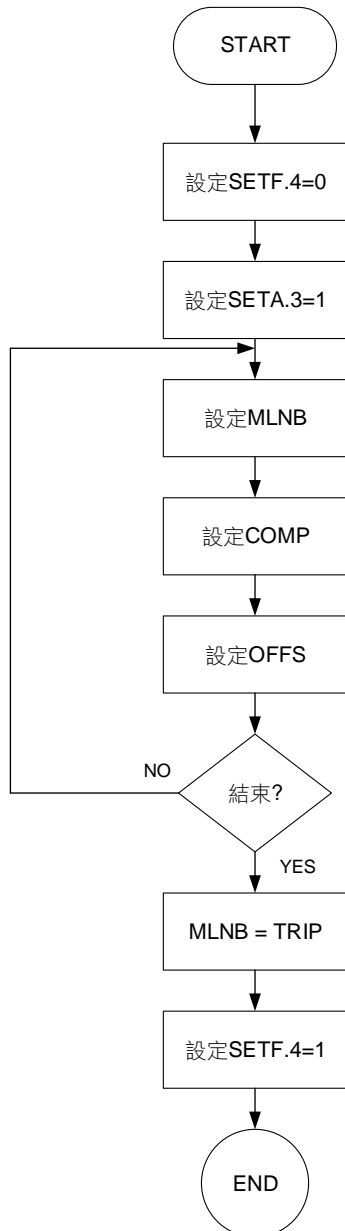 START
設定SETF.4=0
設定SETA.3=1
設定MLNB
設定COMP
設定OFFS
NO
結束?
YES
MLNB = TRIP
設定SETF.4=1
END